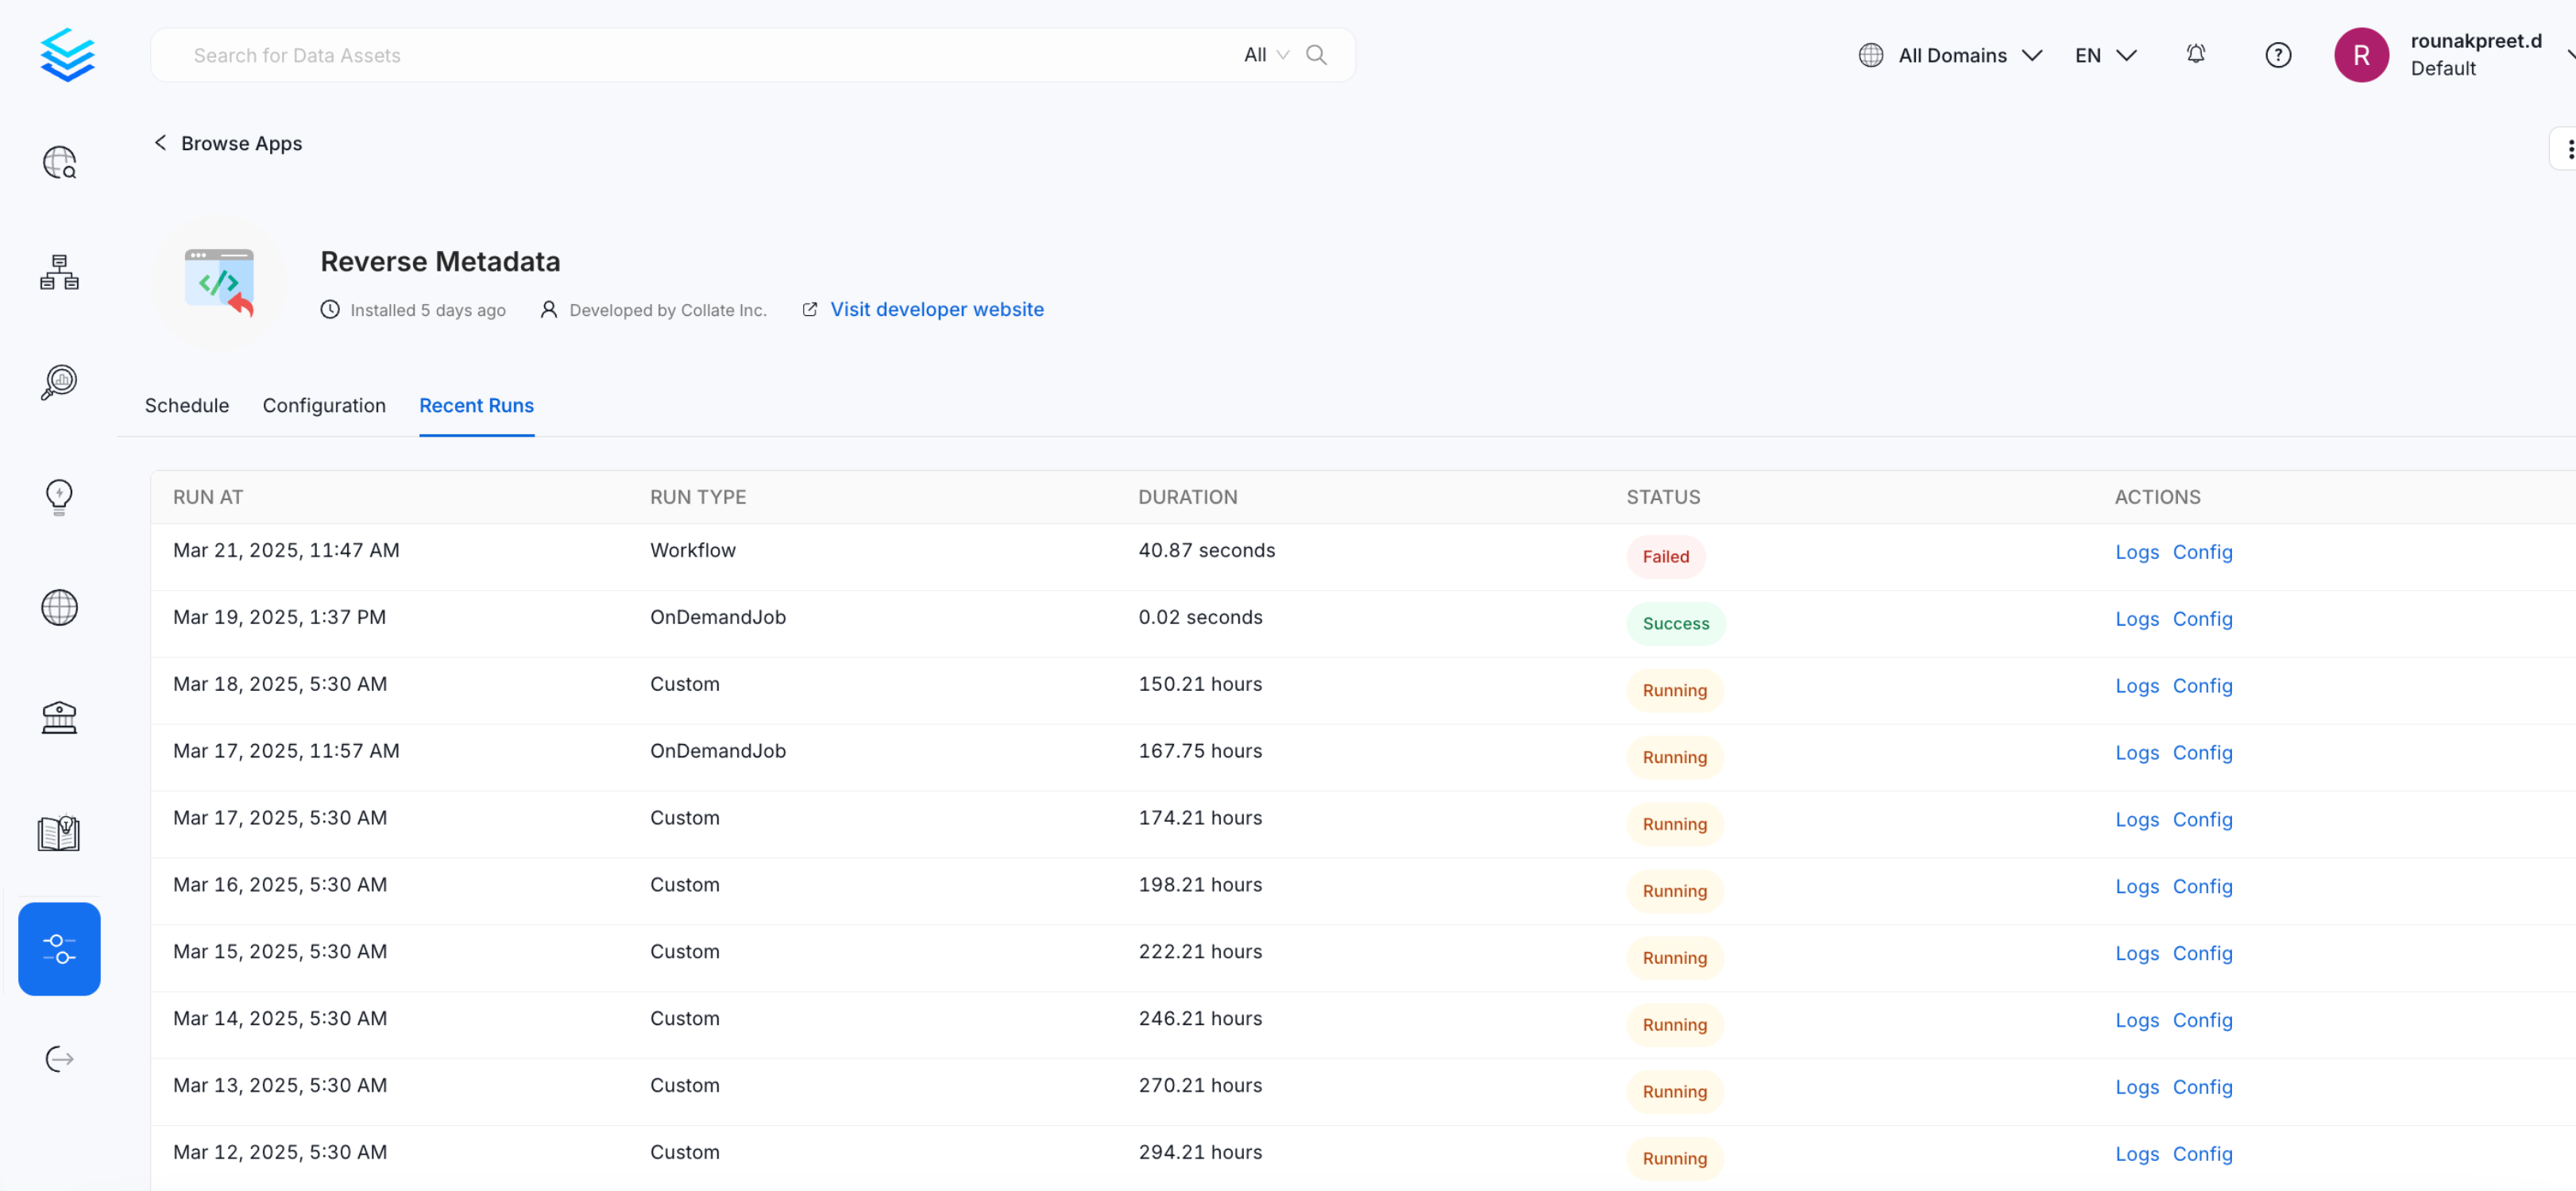 Search for Data Assets All All Domains EN ? R rounakpreet.d
Default
Browse Apps
Reverse Metadata
Installed 5 days ago Developed by Collate Inc. Visit developer website
Schedule Configuration Recent Runs
RUN AT RUN TYPE DURATION STATUS ACTIONS
Mar 21, 2025, 11:47 AM Workflow 40.87 seconds Failed Logs Config
Mar 19, 2025, 1:37 PM OnDemandJob 0.02 seconds Success Logs Config
Mar 18, 2025, 5:30 AM Custom 150.21 hours Running Logs Config
Mar 17, 2025, 11:57 AM OnDemandJob 167.75 hours Running Logs Config
Mar 17, 2025, 5:30 AM Custom 174.21 hours Running Logs Config
Mar 16, 2025, 5:30 AM Custom 198.21 hours Running Logs Config
Mar 15, 2025, 5:30 AM Custom 222.21 hours Running Logs Config
Mar 14, 2025, 5:30 AM Custom 246.21 hours Running Logs Config
Mar 13, 2025, 5:30 AM Custom 270.21 hours Running Logs Config
Mar 12, 2025, 5:30 AM Custom 294.21 hours Running Logs Config